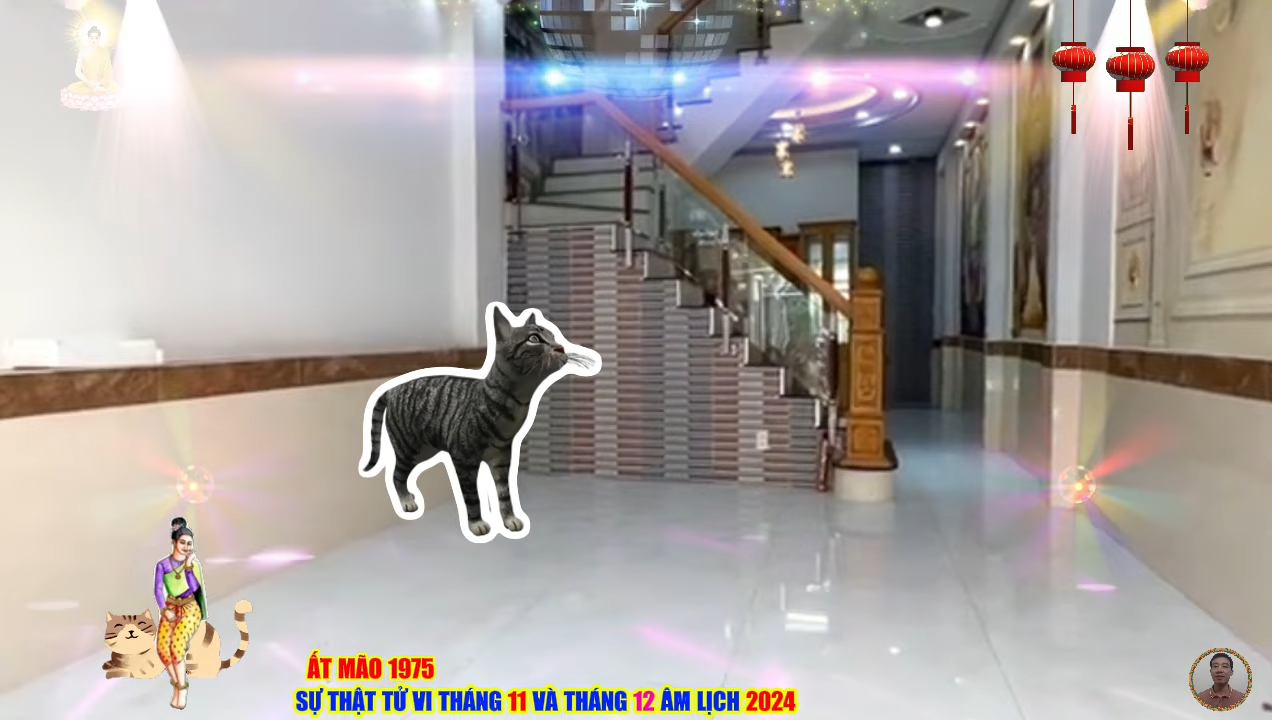 ẤT MÃO 1975
SỰ THẬT TỬ VI THÁNG 11 VÀ THÁNG 12 ÂM LỊCH 2024